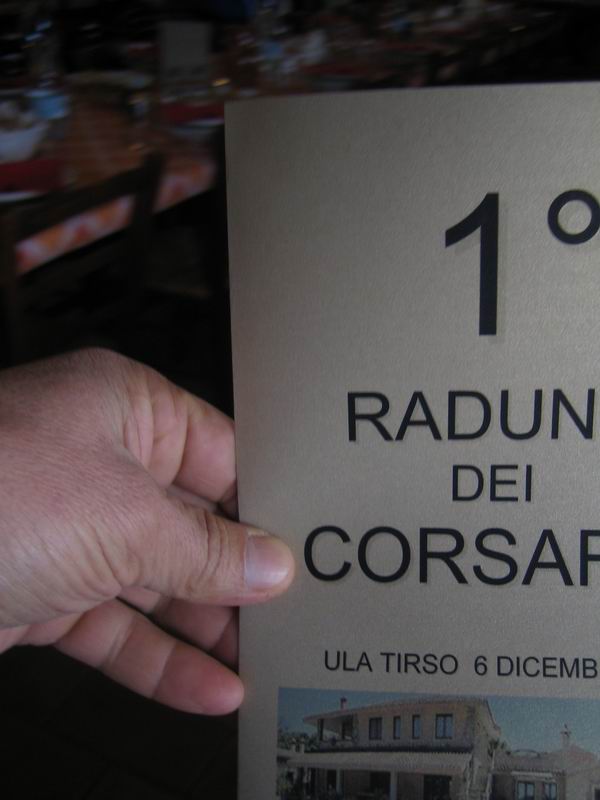 1°
RADUN
DEI
CORSAR
ULA TIRSO 6 DICEMB